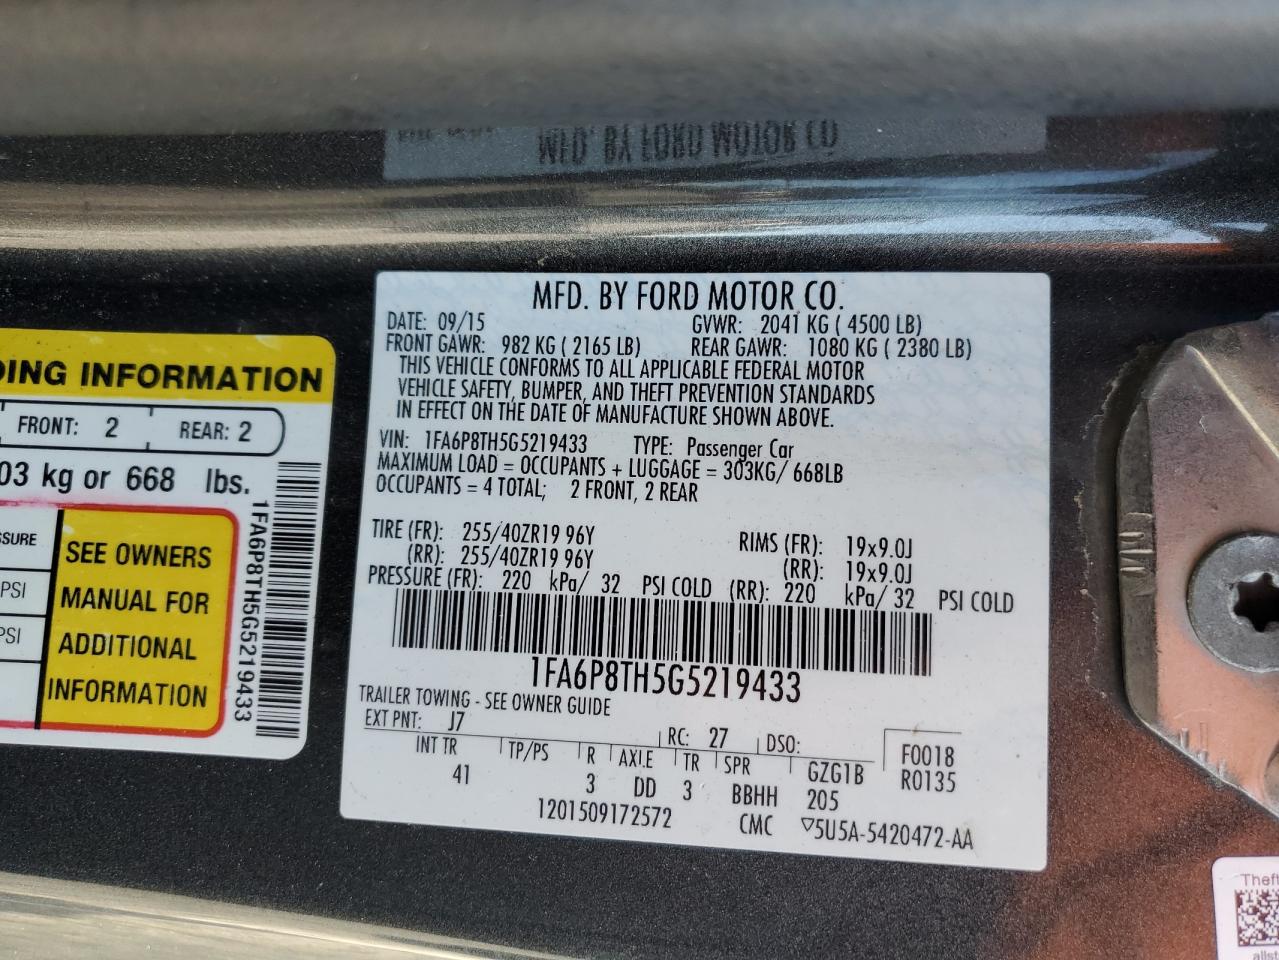 MFD. BY FORD MOTOR CO
MFD. BY FORD MOTOR CO.
DATE: 09/15 GVWR: 2041 KG ( 4500 LB)
FRONT GAWR: 982 KG ( 2165 LB) REAR GAWR: 1080 KG ( 2380 LB)
THIS VEHICLE CONFORMS TO ALL APPLICABLE FEDERAL MOTOR
VEHICLE SAFETY, BUMPER, AND THEFT PREVENTION STANDARDS
IN EFFECT ON THE DATE OF MANUFACTURE SHOWN ABOVE.
VIN: 1FA6P8TH5G5219433 TYPE: Passenger Car
MAXIMUM LOAD = OCCUPANTS + LUGGAGE = 303KG/ 668LB
OCCUPANTS = 4 TOTAL; 2 FRONT, 2 REAR
TIRE (FR): 255/40ZR19 96Y RIMS (FR): 19x9.0J
(RR): 255/40ZR19 96Y (RR): 19x9.0J
PRESSURE (FR): 220 kPa/ 32 PSI COLD (RR): 220 kPa/ 32 PSI COLD
1FA6P8TH5G5219433
TRAILER TOWING - SEE OWNER GUIDE
EXT PNT: J7 RC: 27 DSO: F0018
INT TR TP/PS R AXLE TR SPR GZG1B R0135
41 3 DD 3 BBHH 205
1201509172572 CMC ▽5U5A-5420472-AA
DING INFORMATION
FRONT: 2 REAR: 2
03 kg or 668 lbs.
SSURE
PSI
PSI
SEE OWNERS
MANUAL FOR
ADDITIONAL
INFORMATION
1FA6P8TH5G5219433
Theft
allst